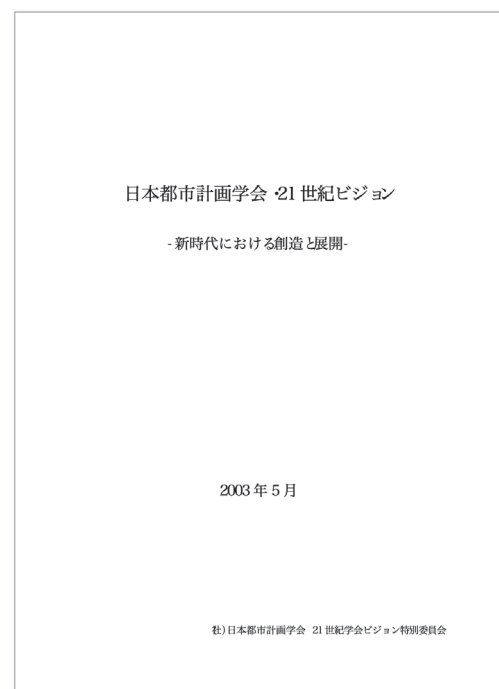 日本都市計画学会・21世紀ビジョン
-新時代における創造と展開-
2003年5月
(社)日本都市計画学会 21世紀学会ビジョン特別委員会